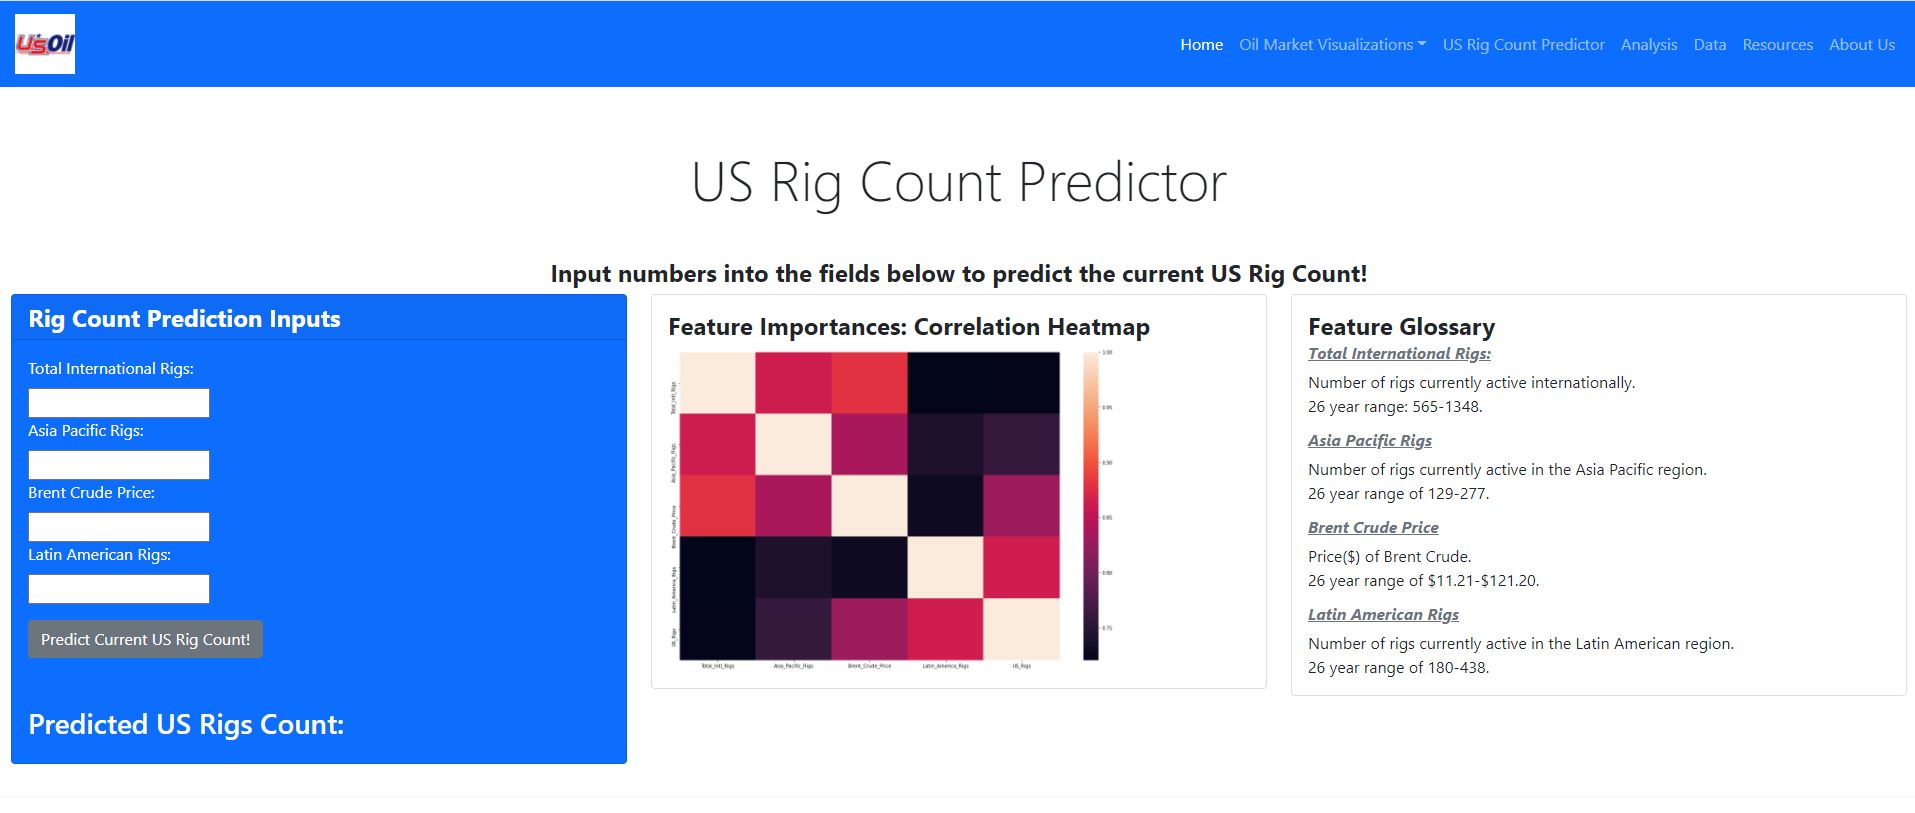 U.S.Oil
Home Oil Market Visualizations US Rig Count Predictor Analysis Data Resources About Us
US Rig Count Predictor
Input numbers into the fields below to predict the current US Rig Count!
Rig Count Prediction Inputs
Total International Rigs:
Asia Pacific Rigs:
Brent Crude Price:
Latin American Rigs:
Predict Current US Rig Count!
Predicted US Rigs Count:
Feature Importances: Correlation Heatmap
Total_Intl_Rigs
Asia_Pacific_Rigs
Brent_Crude_Price
Latin_America_Rigs
US_Rigs
Total_Intl_Rigs Asia_Pacific_Rigs Brent_Crude_Price Latin_America_Rigs US_Rigs
1.00
0.95
0.90
0.85
0.80
0.75
Feature Glossary
Total International Rigs:
Number of rigs currently active internationally.
26 year range: 565-1348.
Asia Pacific Rigs
Number of rigs currently active in the Asia Pacific region.
26 year range of 129-277.
Brent Crude Price
Price($) of Brent Crude.
26 year range of $11.21-$121.20.
Latin American Rigs
Number of rigs currently active in the Latin American region.
26 year range of 180-438.